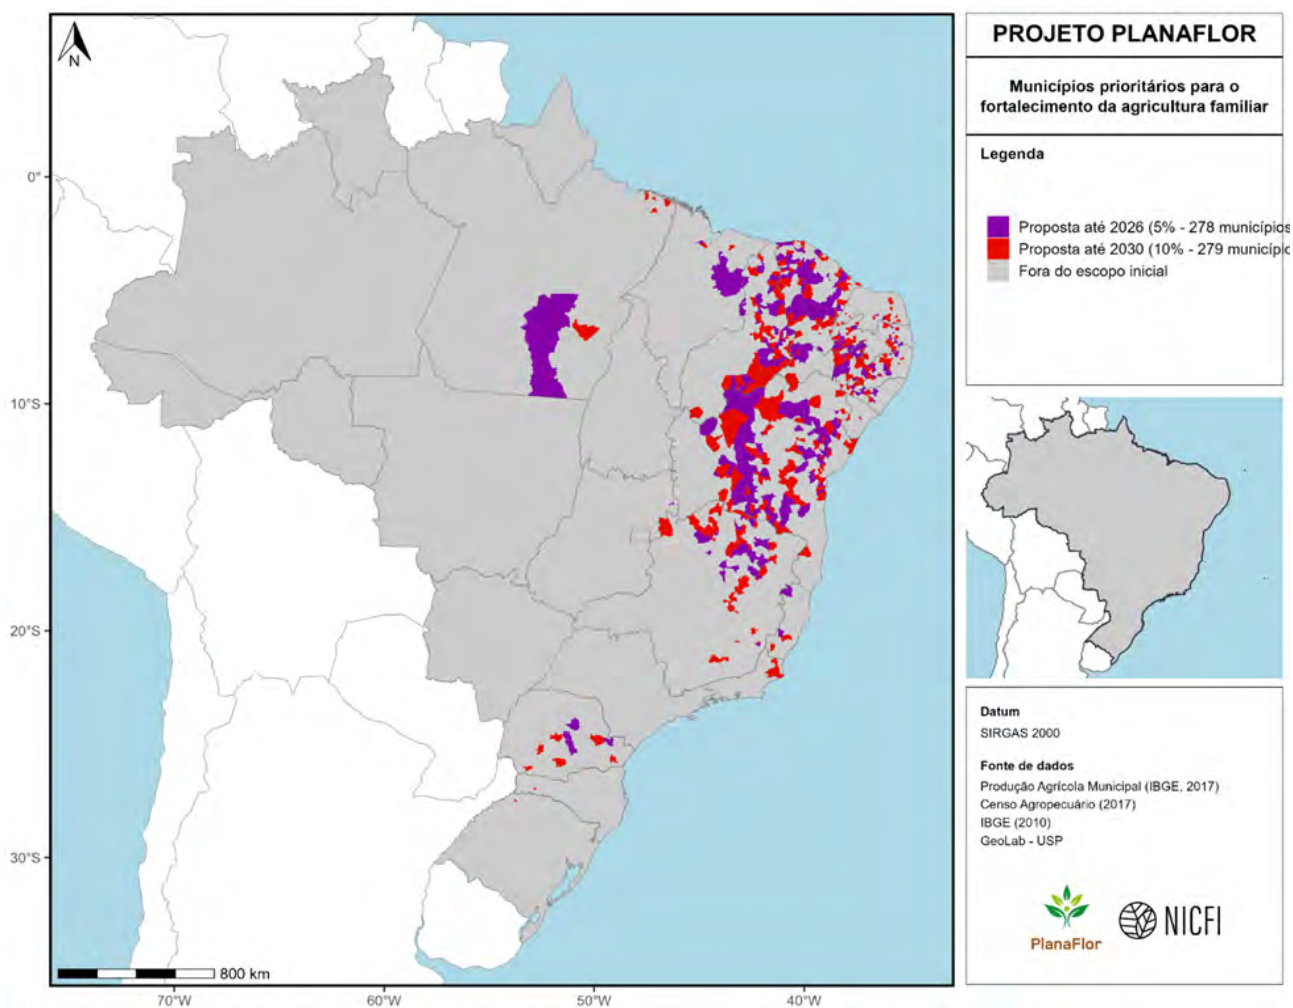 PROJETO PLANAFLOR
Municípios prioritários para o
fortalecimento da agricultura familiar
Legenda
Proposta até 2026 (5% - 278 municípios
Proposta até 2030 (10% - 279 município
Fora do escopo inicial
N
0°
10°S
20°S
30°S
800 km
70°W
60°W
50°W
40°W
Datum
SIRGAS 2000
Fonte de dados
Produção Agrícola Municipal (IBGE, 2017)
Censo Agropecuário (2017)
IBGE (2010)
GeoLab - USP
PlanaFlor
NICFI